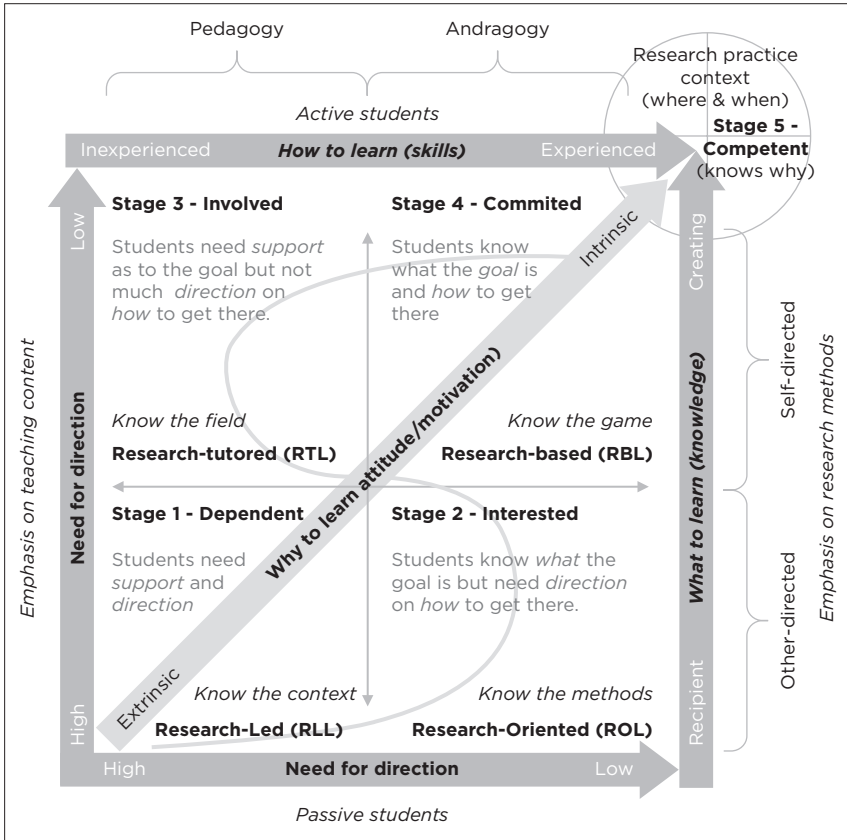 Pedagogy
Andragogy
Research practice
context
(where & when)
Stage 5 -
Competent
(knows why)
Active students
Inexperienced
How to learn (skills)
Experienced
Stage 3 - Involved
Students need support
as to the goal but not
much direction on
how to get there.
Know the field
Research-tutored (RTL)
Stage 4 - Commited
Students know
what the goal is
and how to get
there
Know the game
Research-based (RBL)
Stage 1 - Dependent
Students need
support and
direction
Know the context
Research-Led (RLL)
Stage 2 - Interested
Students know what the
goal is but need direction
on how to get there.
Know the methods
Research-Oriented (ROL)
Extrinsic
Why to learn attitude/motivation)
Intrinsic
Emphasis on teaching content
Low
Need for direction
High
Creating
What to learn (knowledge)
Recipient
Self-directed
Other-directed
Emphasis on research methods
High
Need for direction
Low
Passive students